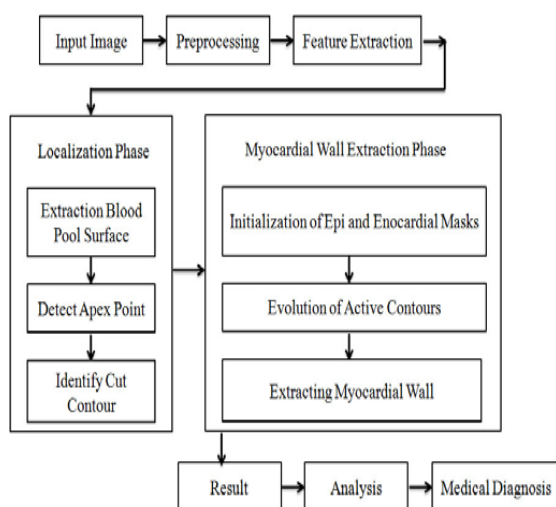 Input Image
Preprocessing
Feature Extraction
Localization Phase
Extraction Blood
Pool Surface
Detect Apex Point
Identify Cut
Contour
Myocardial Wall Extraction Phase
Initialization of Epi and Enocardial Masks
Evolution of Active Contours
Extracting Myocardial Wall
Result
Analysis
Medical Diagnosis